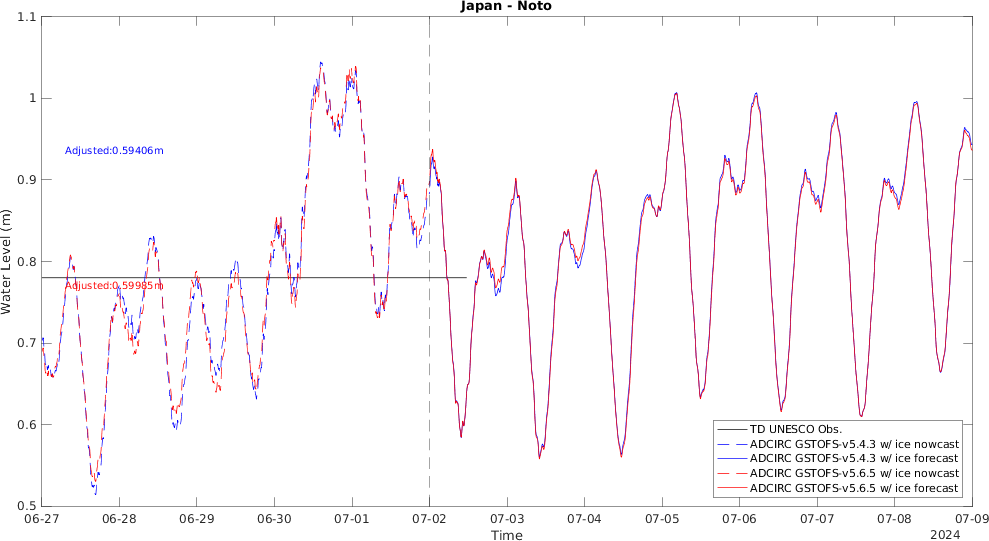 Japan - Noto
1.1
1
0.9
0.8
0.7
0.6
0.5
Water Level (m)
Adjusted:0.59406m
Adjusted:0.59985m
TD UNESCO Obs.
ADCIRC GSTOFS-v5.4.3 w/ ice nowcast
ADCIRC GSTOFS-v5.4.3 w/ ice forecast
ADCIRC GSTOFS-v5.6.5 w/ ice nowcast
ADCIRC GSTOFS-v5.6.5 w/ ice forecast
06-27 06-28 06-29 06-30 07-01 07-02 07-03 07-04 07-05 07-06 07-07 07-08 07-09
Time
2024